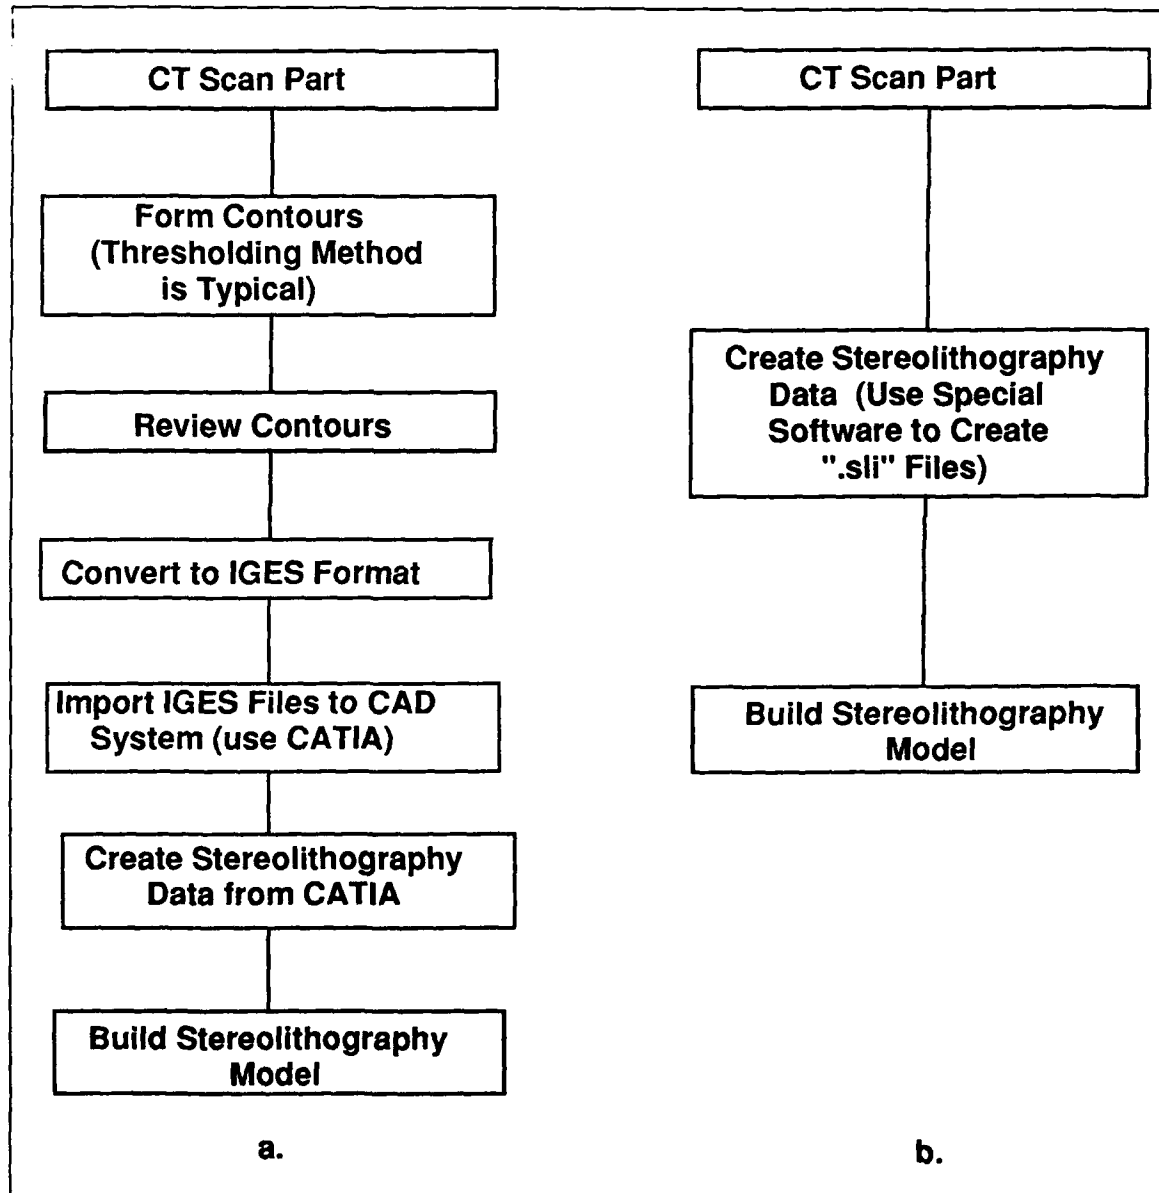 CT Scan Part
Form Contours
(Thresholding Method
is Typical)
Review Contours
Convert to IGES Format
Import IGES Files to CAD
System (use CATIA)
Create Stereolithography
Data from CATIA
Build Stereolithography
Model
a.
CT Scan Part
Create Stereolithography
Data (Use Special
Software to Create
".sli" Files)
Build Stereolithography
Model
b.